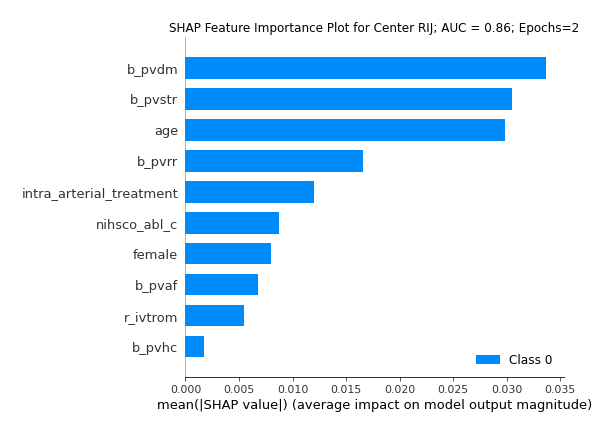 SHAP Feature Importance Plot for Center RIJ; AUC = 0.86; Epochs=2
b_pvdm
b_pvstr
age
b_pvrr
intra_arterial_treatment
nihsco_abl_c
female
b_pvaf
r_ivtrom
b_pvhc
Class 0
0.000 0.005 0.010 0.015 0.020 0.025 0.030 0.035
mean(|SHAP value|) (average impact on model output magnitude)